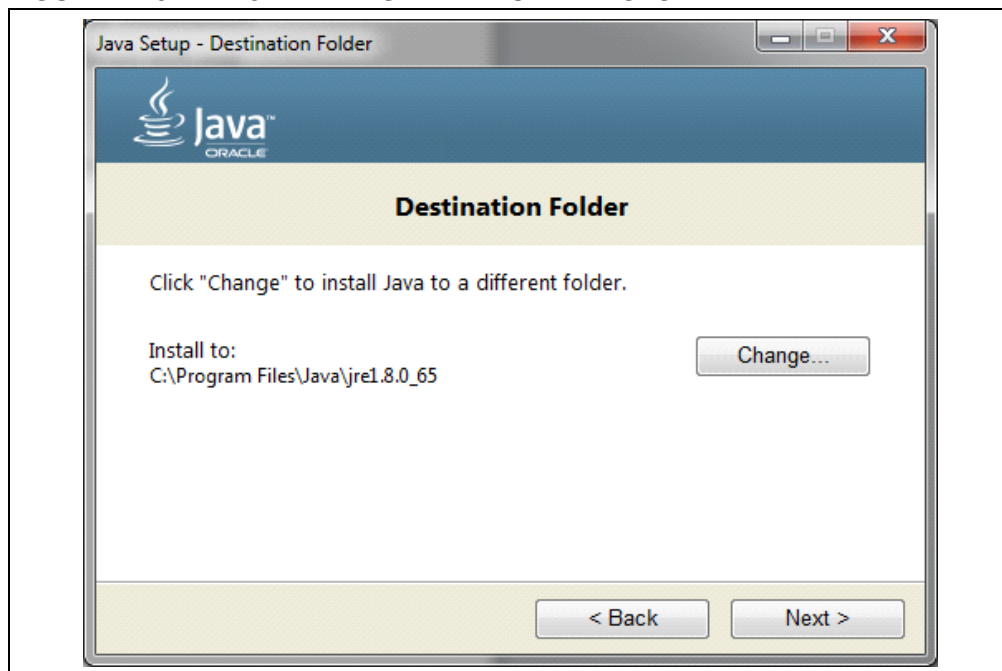 Java Setup - Destination Folder
Java™
ORACLE
Destination Folder
Click "Change" to install Java to a different folder.
Install to:
Change...
C:\Program Files\Java\jre1.8.0_65
< Back
Next >